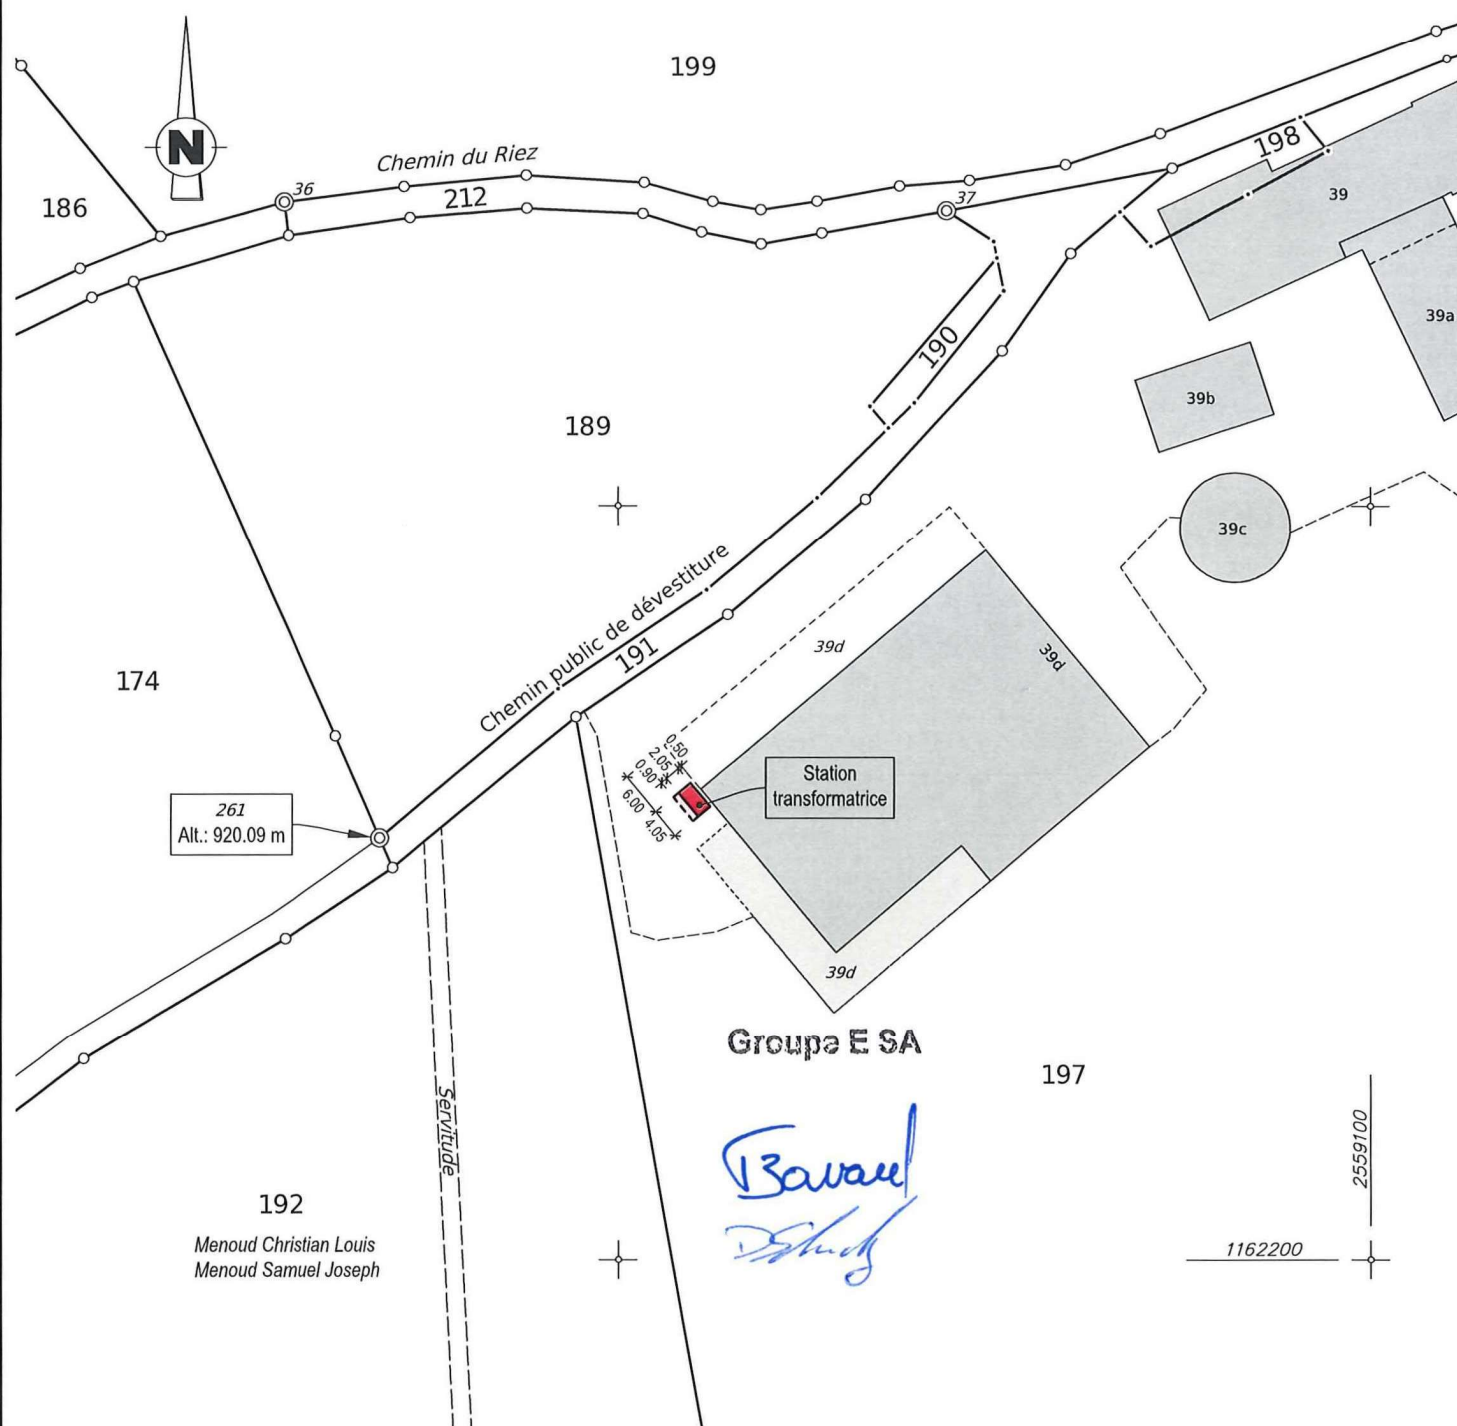 199
N
Chemin du Riez
36
212
186
37
198
39
39a
190
39b
189
39c
Chemin public de dévestiture
191
39d
39d
174
0.50
2.05
0.90
6.00
4.05
Station
transformatrice
261
Alt.: 920.09 m
39d
Groupe E SA
197
Servitude
2559100
192
Menoud Christian Louis
Menoud Samuel Joseph
1162200